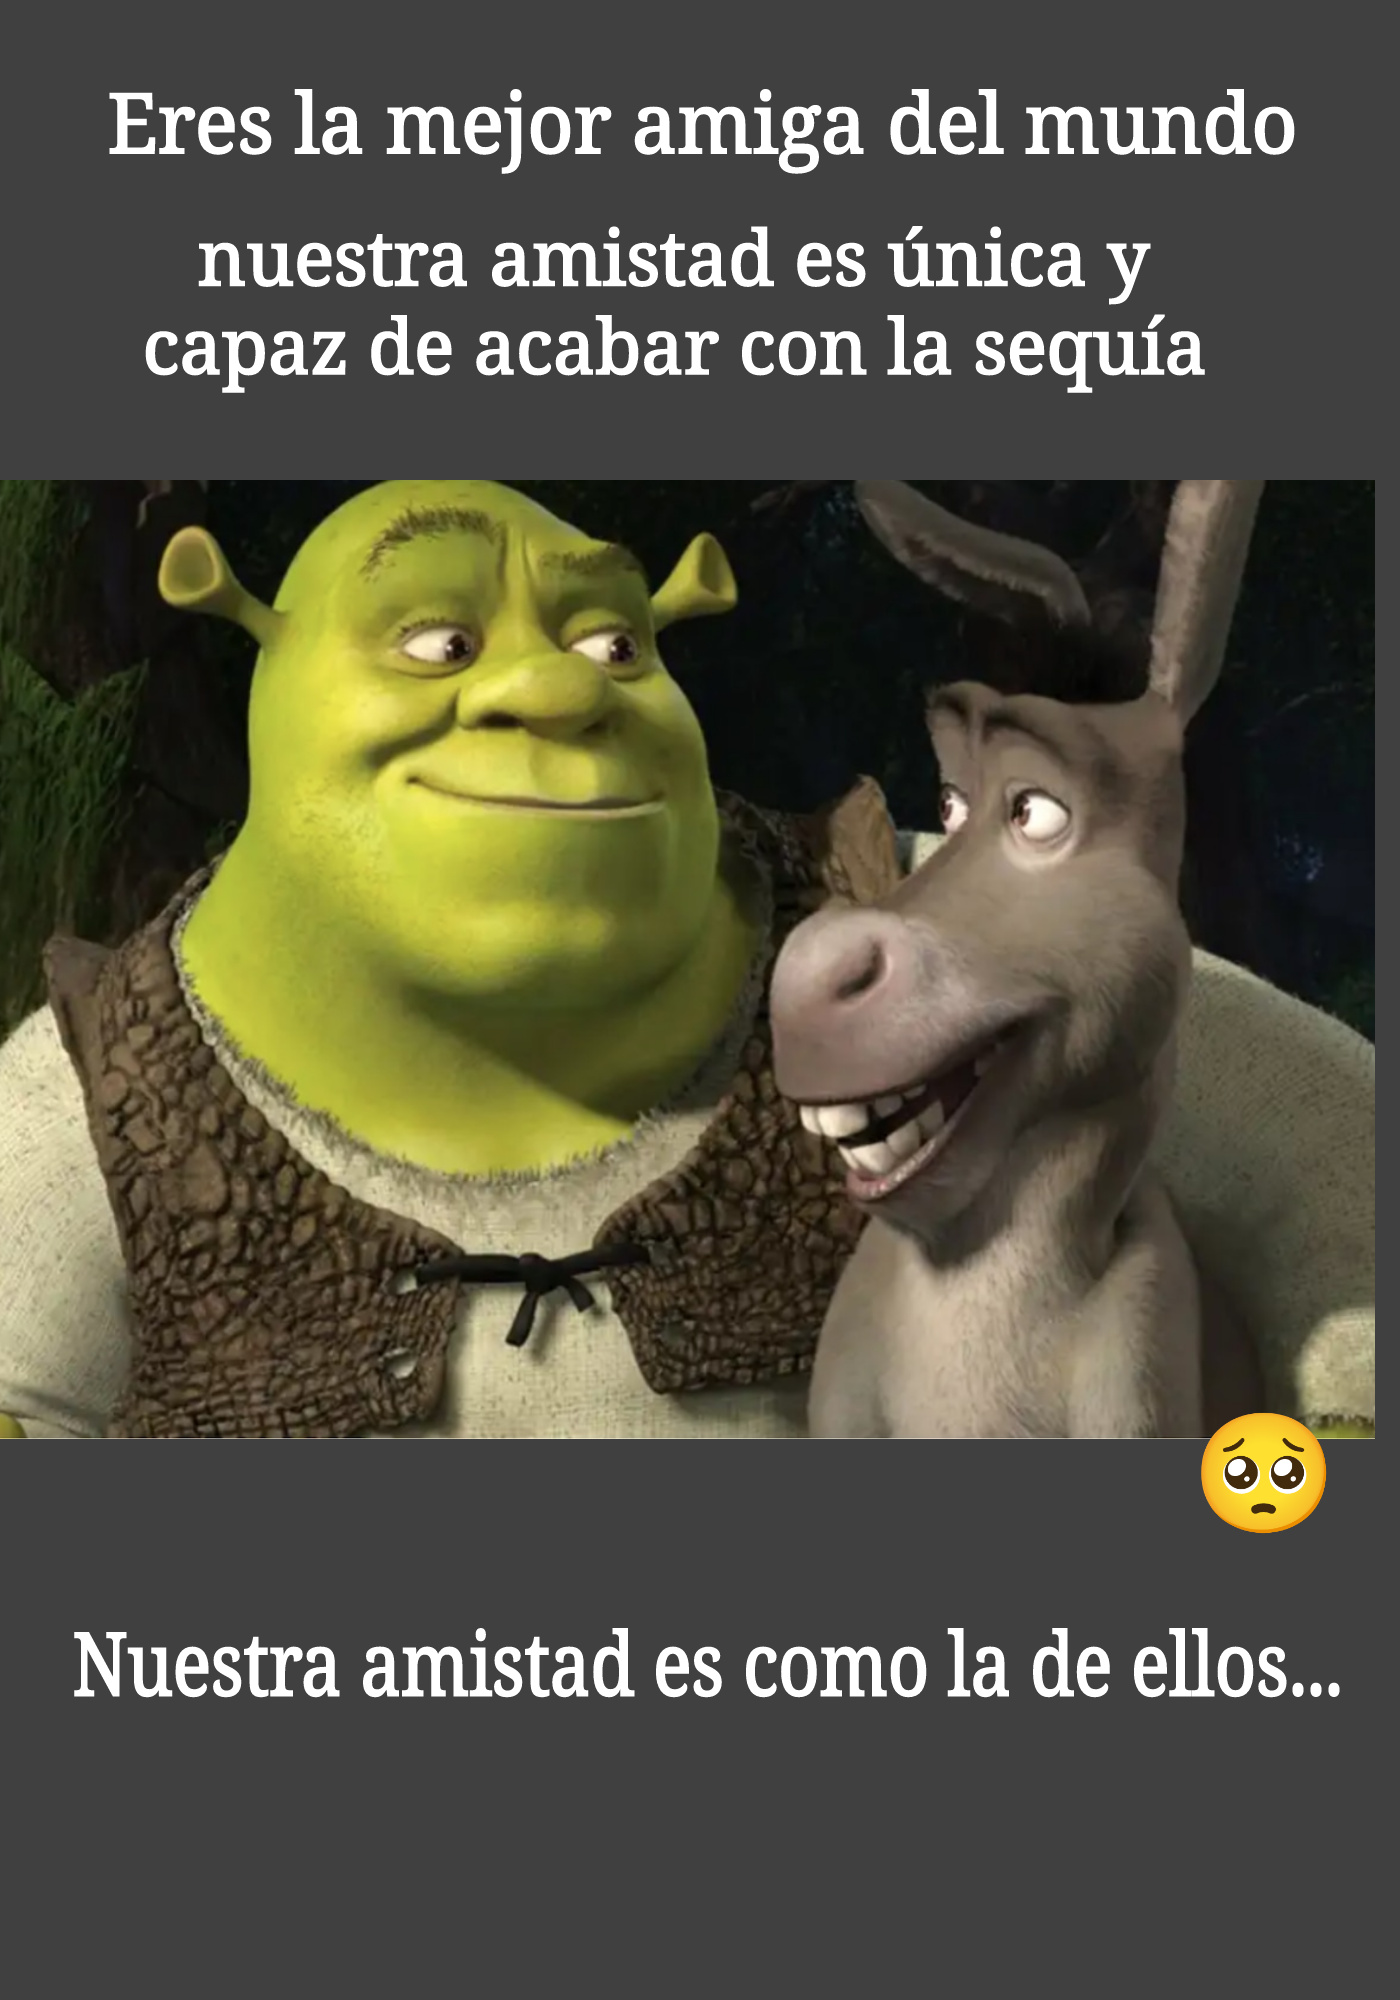 Eres la mejor amiga del mundo
nuestra amistad es única y
capaz de acabar con la sequía
Nuestra amistad es como la de ellos...